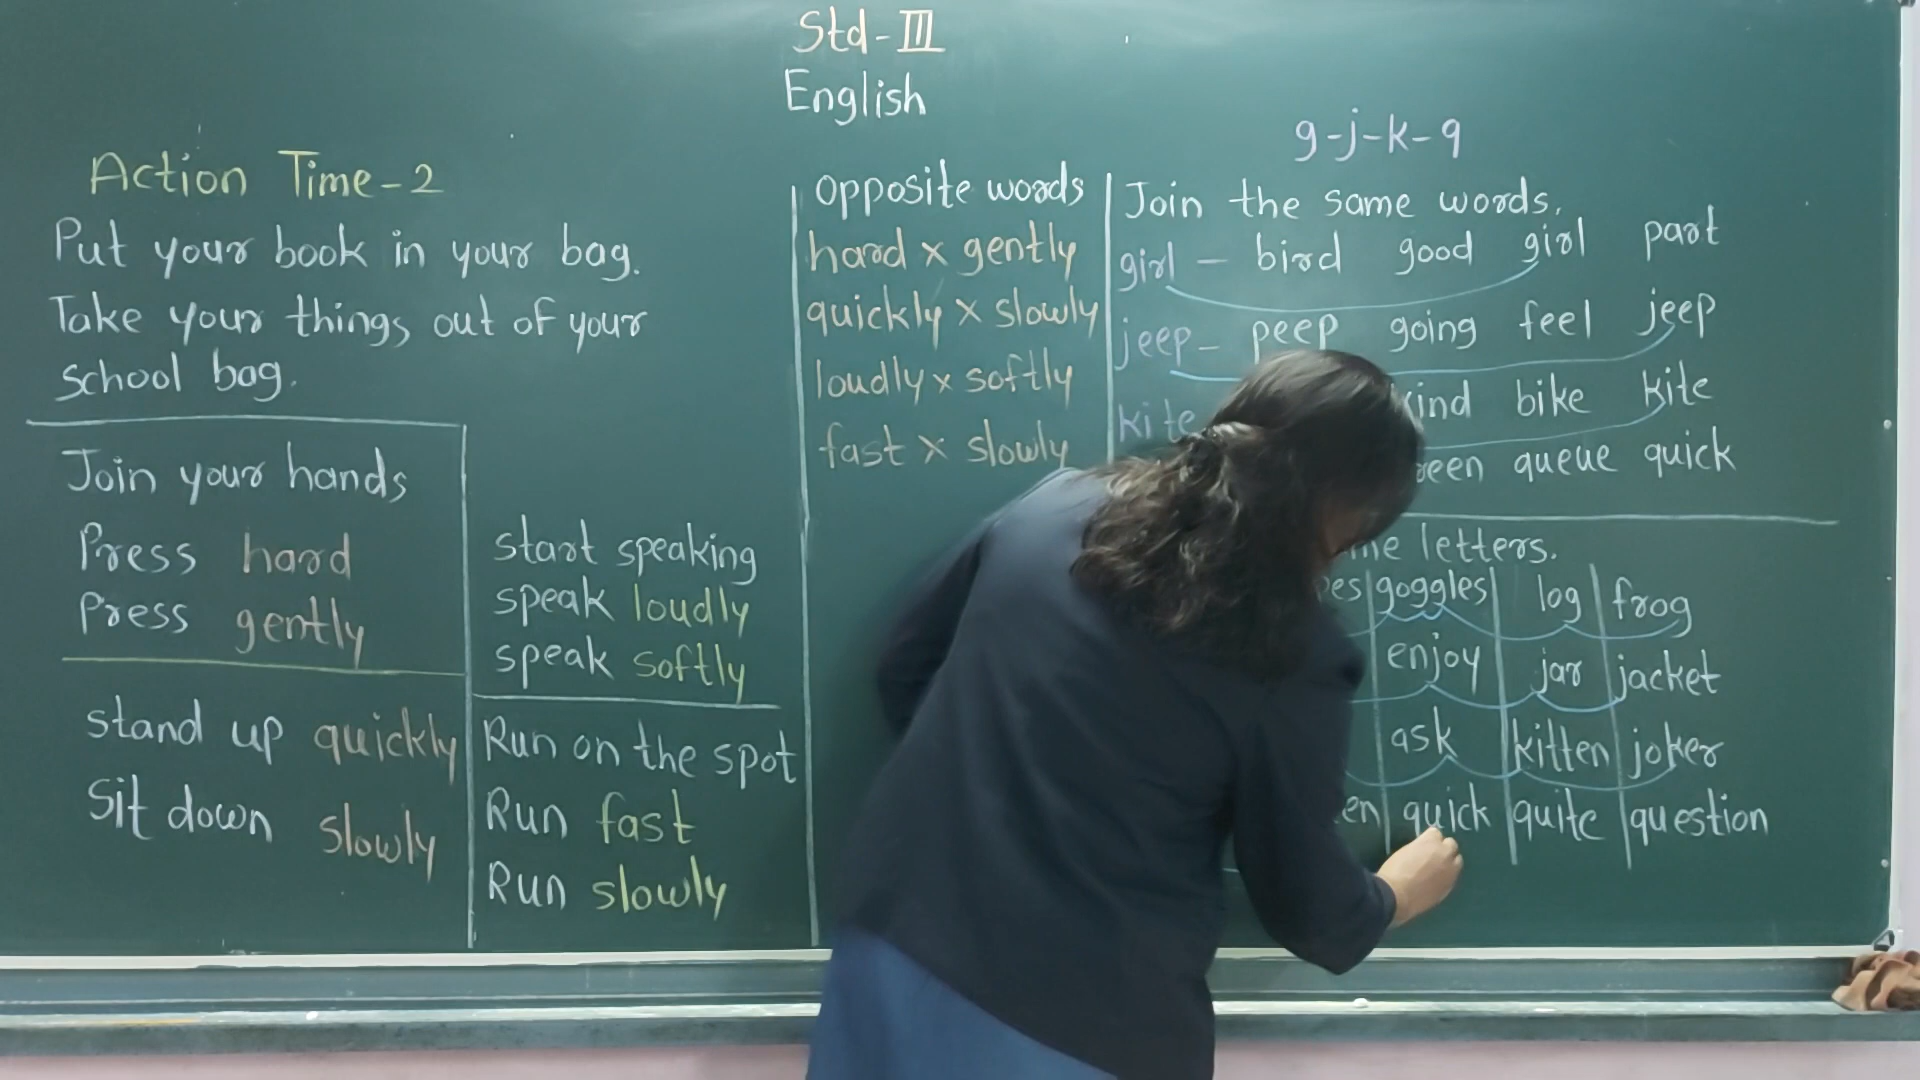 Std-III
English
Action Time-2
Put your book in your bag.
Take your things out of your
school bag.
Join your hands
Press hard
Press gently
stand up quickly
Sit down slowly
start speaking
speak loudly
speak softly
Run on the spot
Run fast
Run slowly
opposite words
hard x gently
quickly x slowly
loudly x softly
fast x slowly
g-j-k-q
Join the same words.
girl - bird good girl part
jeep - peep going feel jeep
kite bike kite
queue quick
letters.
goggles log frog
enjoy jar jacket
ask kitten joker
quick quite question